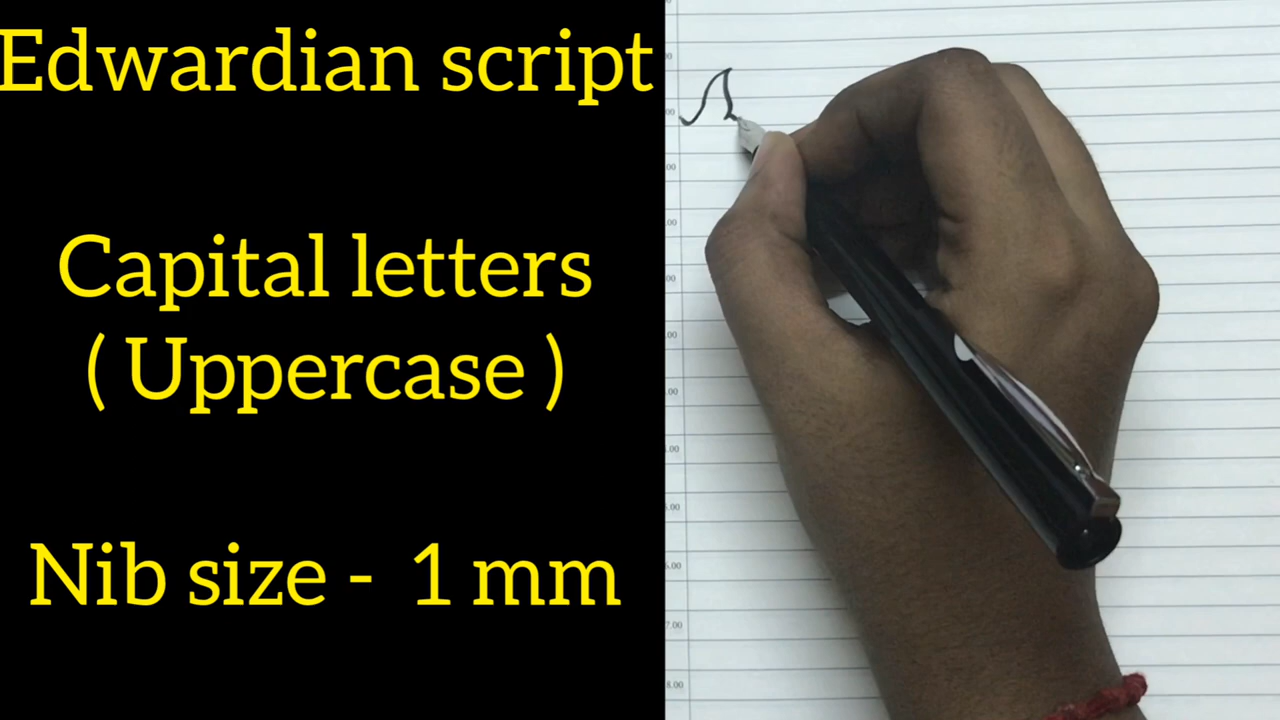 Edwardian script
Capital letters
( Uppercase )
Nib size - 1 mm